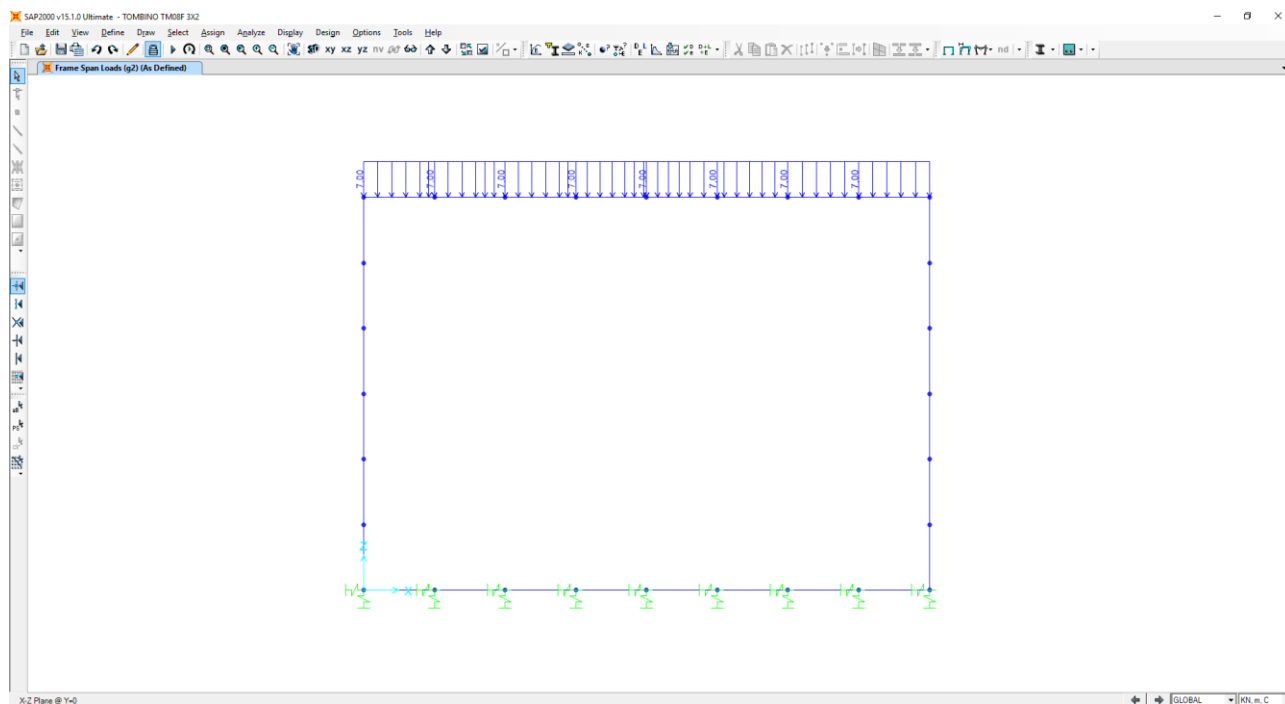 SAP2000 v15.1.0 Ultimate - TOMBINO TM08F 3X2
File Edit View Define Draw Select Assign Analyze Display Design Options Tools Help
xy xz yz nv nd
Frame Span Loads (g2) (As Defined)
7.00 7.00 7.00 7.00 7.00 7.00 7.00 7.00
Z
X
X-Z Plane @ Y=0 GLOBAL KN, m, C